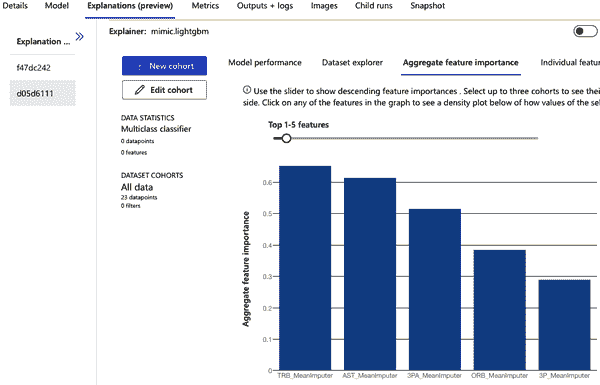 Details Model Explanations (preview) Metrics Outputs + logs Images Child runs Snapshot
Explanation ...
f47dc242
d05d6111
Explainer: mimic.lightgbm
New cohort
Edit cohort
DATA STATISTICS
Multiclass classifier
0 datapoints
0 features
DATASET COHORTS
All data
23 datapoints
0 filters
Model performance Dataset explorer Aggregate feature importance Individual featur
Use the slider to show descending feature importances . Select up to three cohorts to see their
side. Click on any of the features in the graph to see a density plot below of how values of the sel
Top 1-5 features
Aggregate feature importance
0.6
0.5
0.4
0.3
0.2
0.1
0
TRB_MeanImputer AST_MeanImputer 3PA_MeanImputer ORB_MeanImputer 3P_MeanImputer